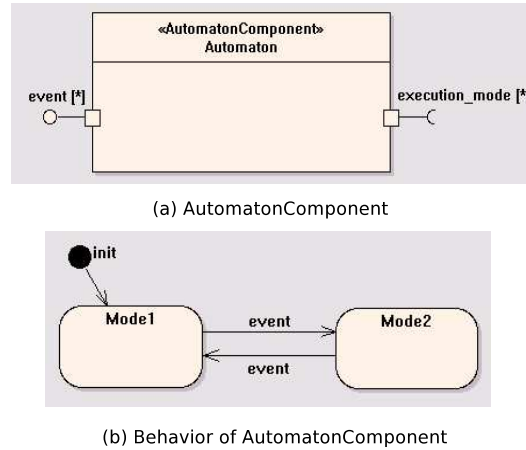 «AutomatonComponent»
Automaton
event [*]
execution_mode [*
(a) AutomatonComponent
init
Mode1
event
Mode2
event
(b) Behavior of AutomatonComponent